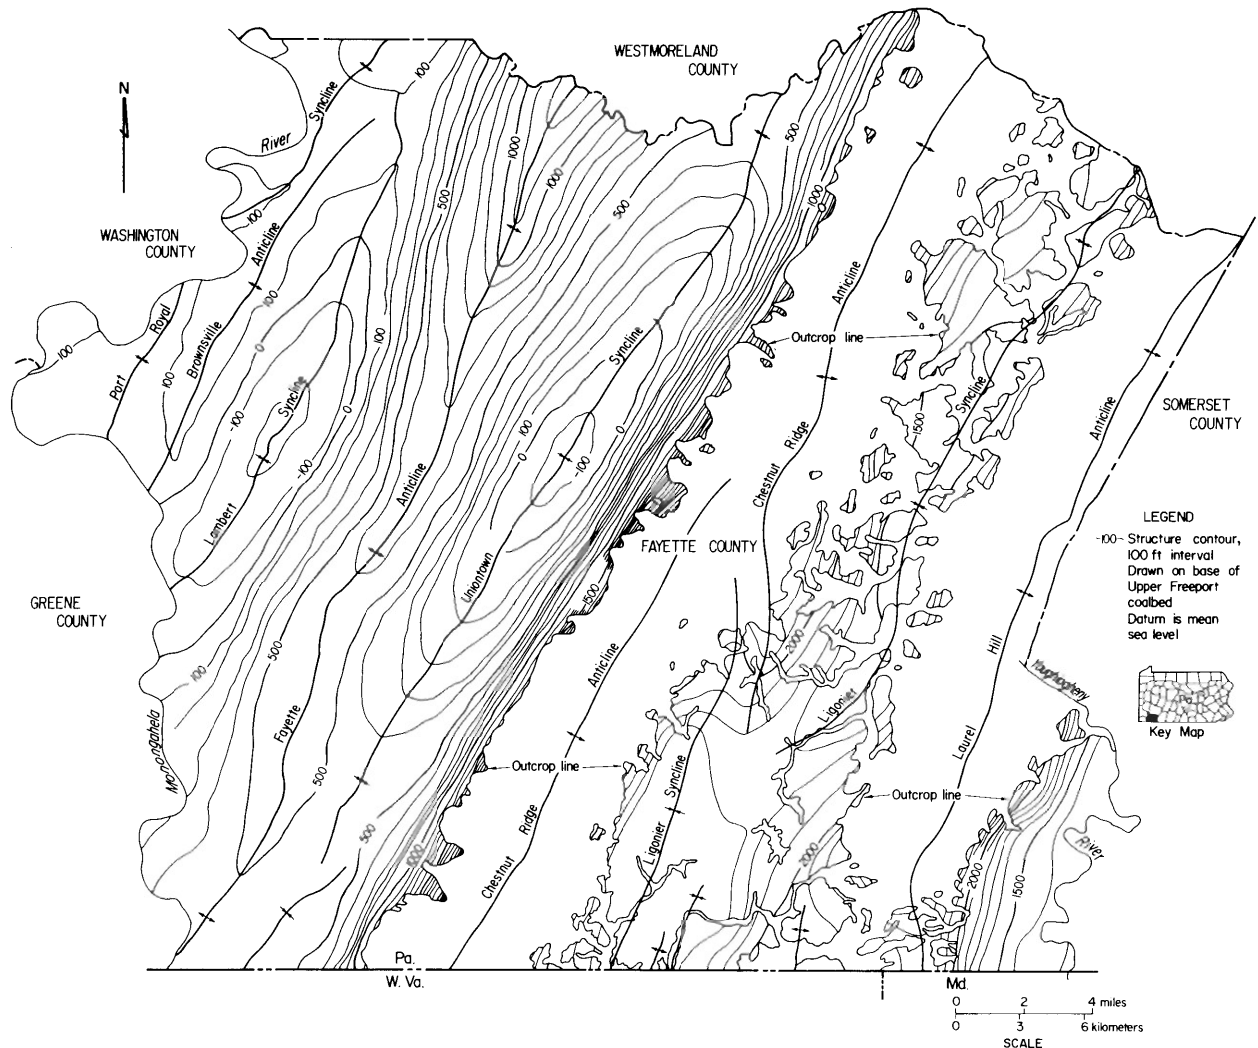 WESTMORELAND
COUNTY
N
100
Syncline
River
500
1000
1000
1000
500
500
500
-100
WASHINGTON
COUNTY
Anticline
100
0
100
Royal
Port
Brownsville
100
100
-100
Syncline
0
-100
Lambert
Anticline
100
0
0
-100
Syncline
Uniontown
Outcrop line
Anticline
Chestnut Ridge
1500
Syncline
Anticline
SOMERSET
COUNTY
LEGEND
-100- Structure contour,
100 ft interval
Drawn on base of
Upper Freeport
coalbed
Datum is mean
sea level
Key Map
GREENE
COUNTY
FAYETTE COUNTY
1500
2000
Hill
Laurel
Youghiogheny
Ligonier
Monongahela
100
500
Fayette
500
500
1000
Anticline
Chestnut Ridge
Outcrop line
Ligonier Syncline
Outcrop line
2000
2000
1500
River
Pa.
W. Va.
Md.
0 2 4 miles
0 3 6 kilometers
SCALE